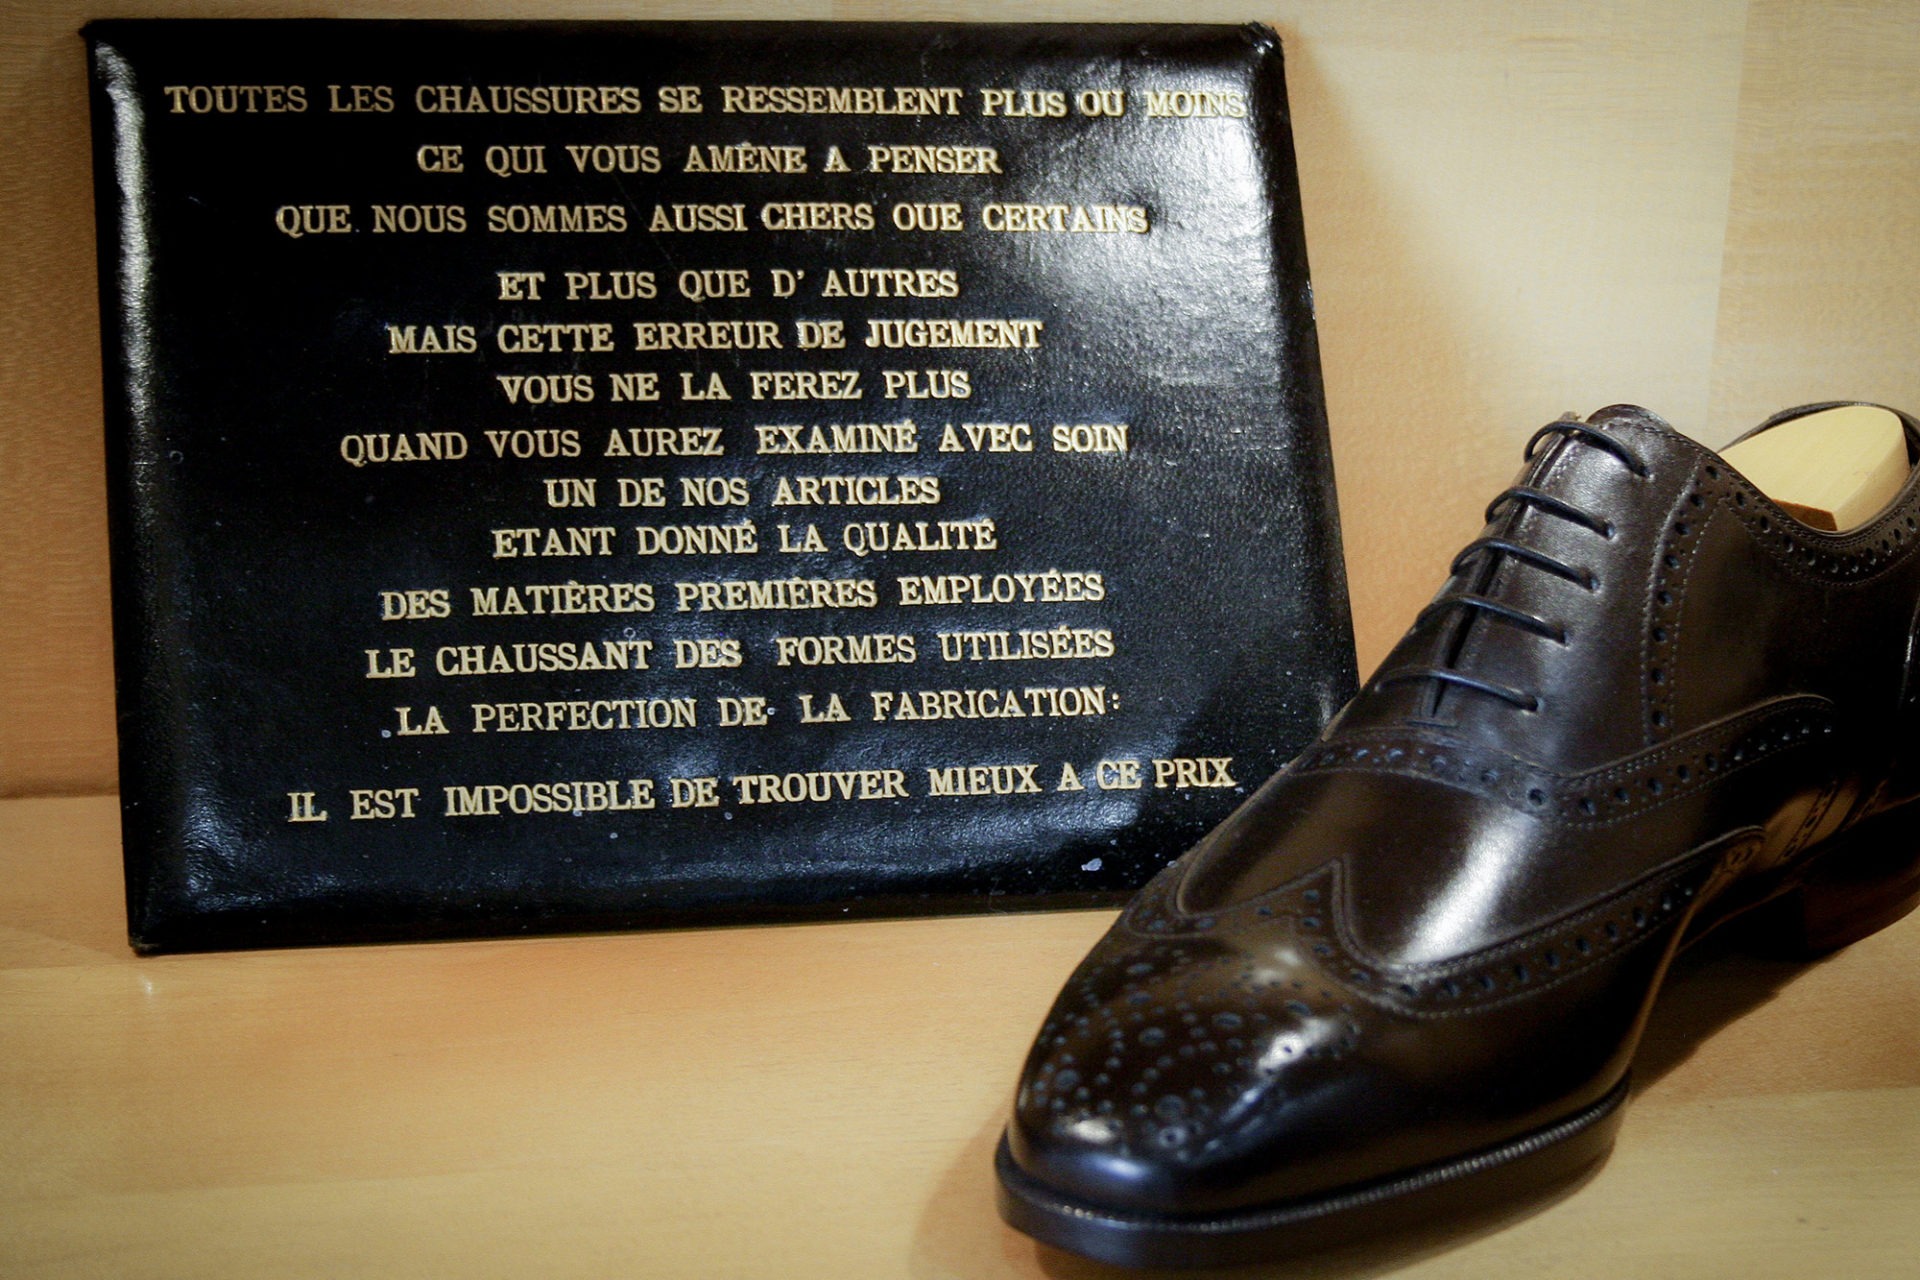 TOUTES LES CHAUSSURES SE RESSEMBLENT PLUS OU MOINS
CE QUI VOUS AMÈNE A PENSER
QUE NOUS SOMMES AUSSI CHERS QUE CERTAINS
ET PLUS QUE D' AUTRES
MAIS CETTE ERREUR DE JUGEMENT
VOUS NE LA FEREZ PLUS
QUAND VOUS AUREZ EXAMINÉ AVEC SOIN
UN DE NOS ARTICLES
ETANT DONNÉ LA QUALITÉ
DES MATIÈRES PREMIÈRES EMPLOYÉES
LE CHAUSSANT DES FORMES UTILISÉES
LA PERFECTION DE LA FABRICATION:
IL EST IMPOSSIBLE DE TROUVER MIEUX A CE PRIX